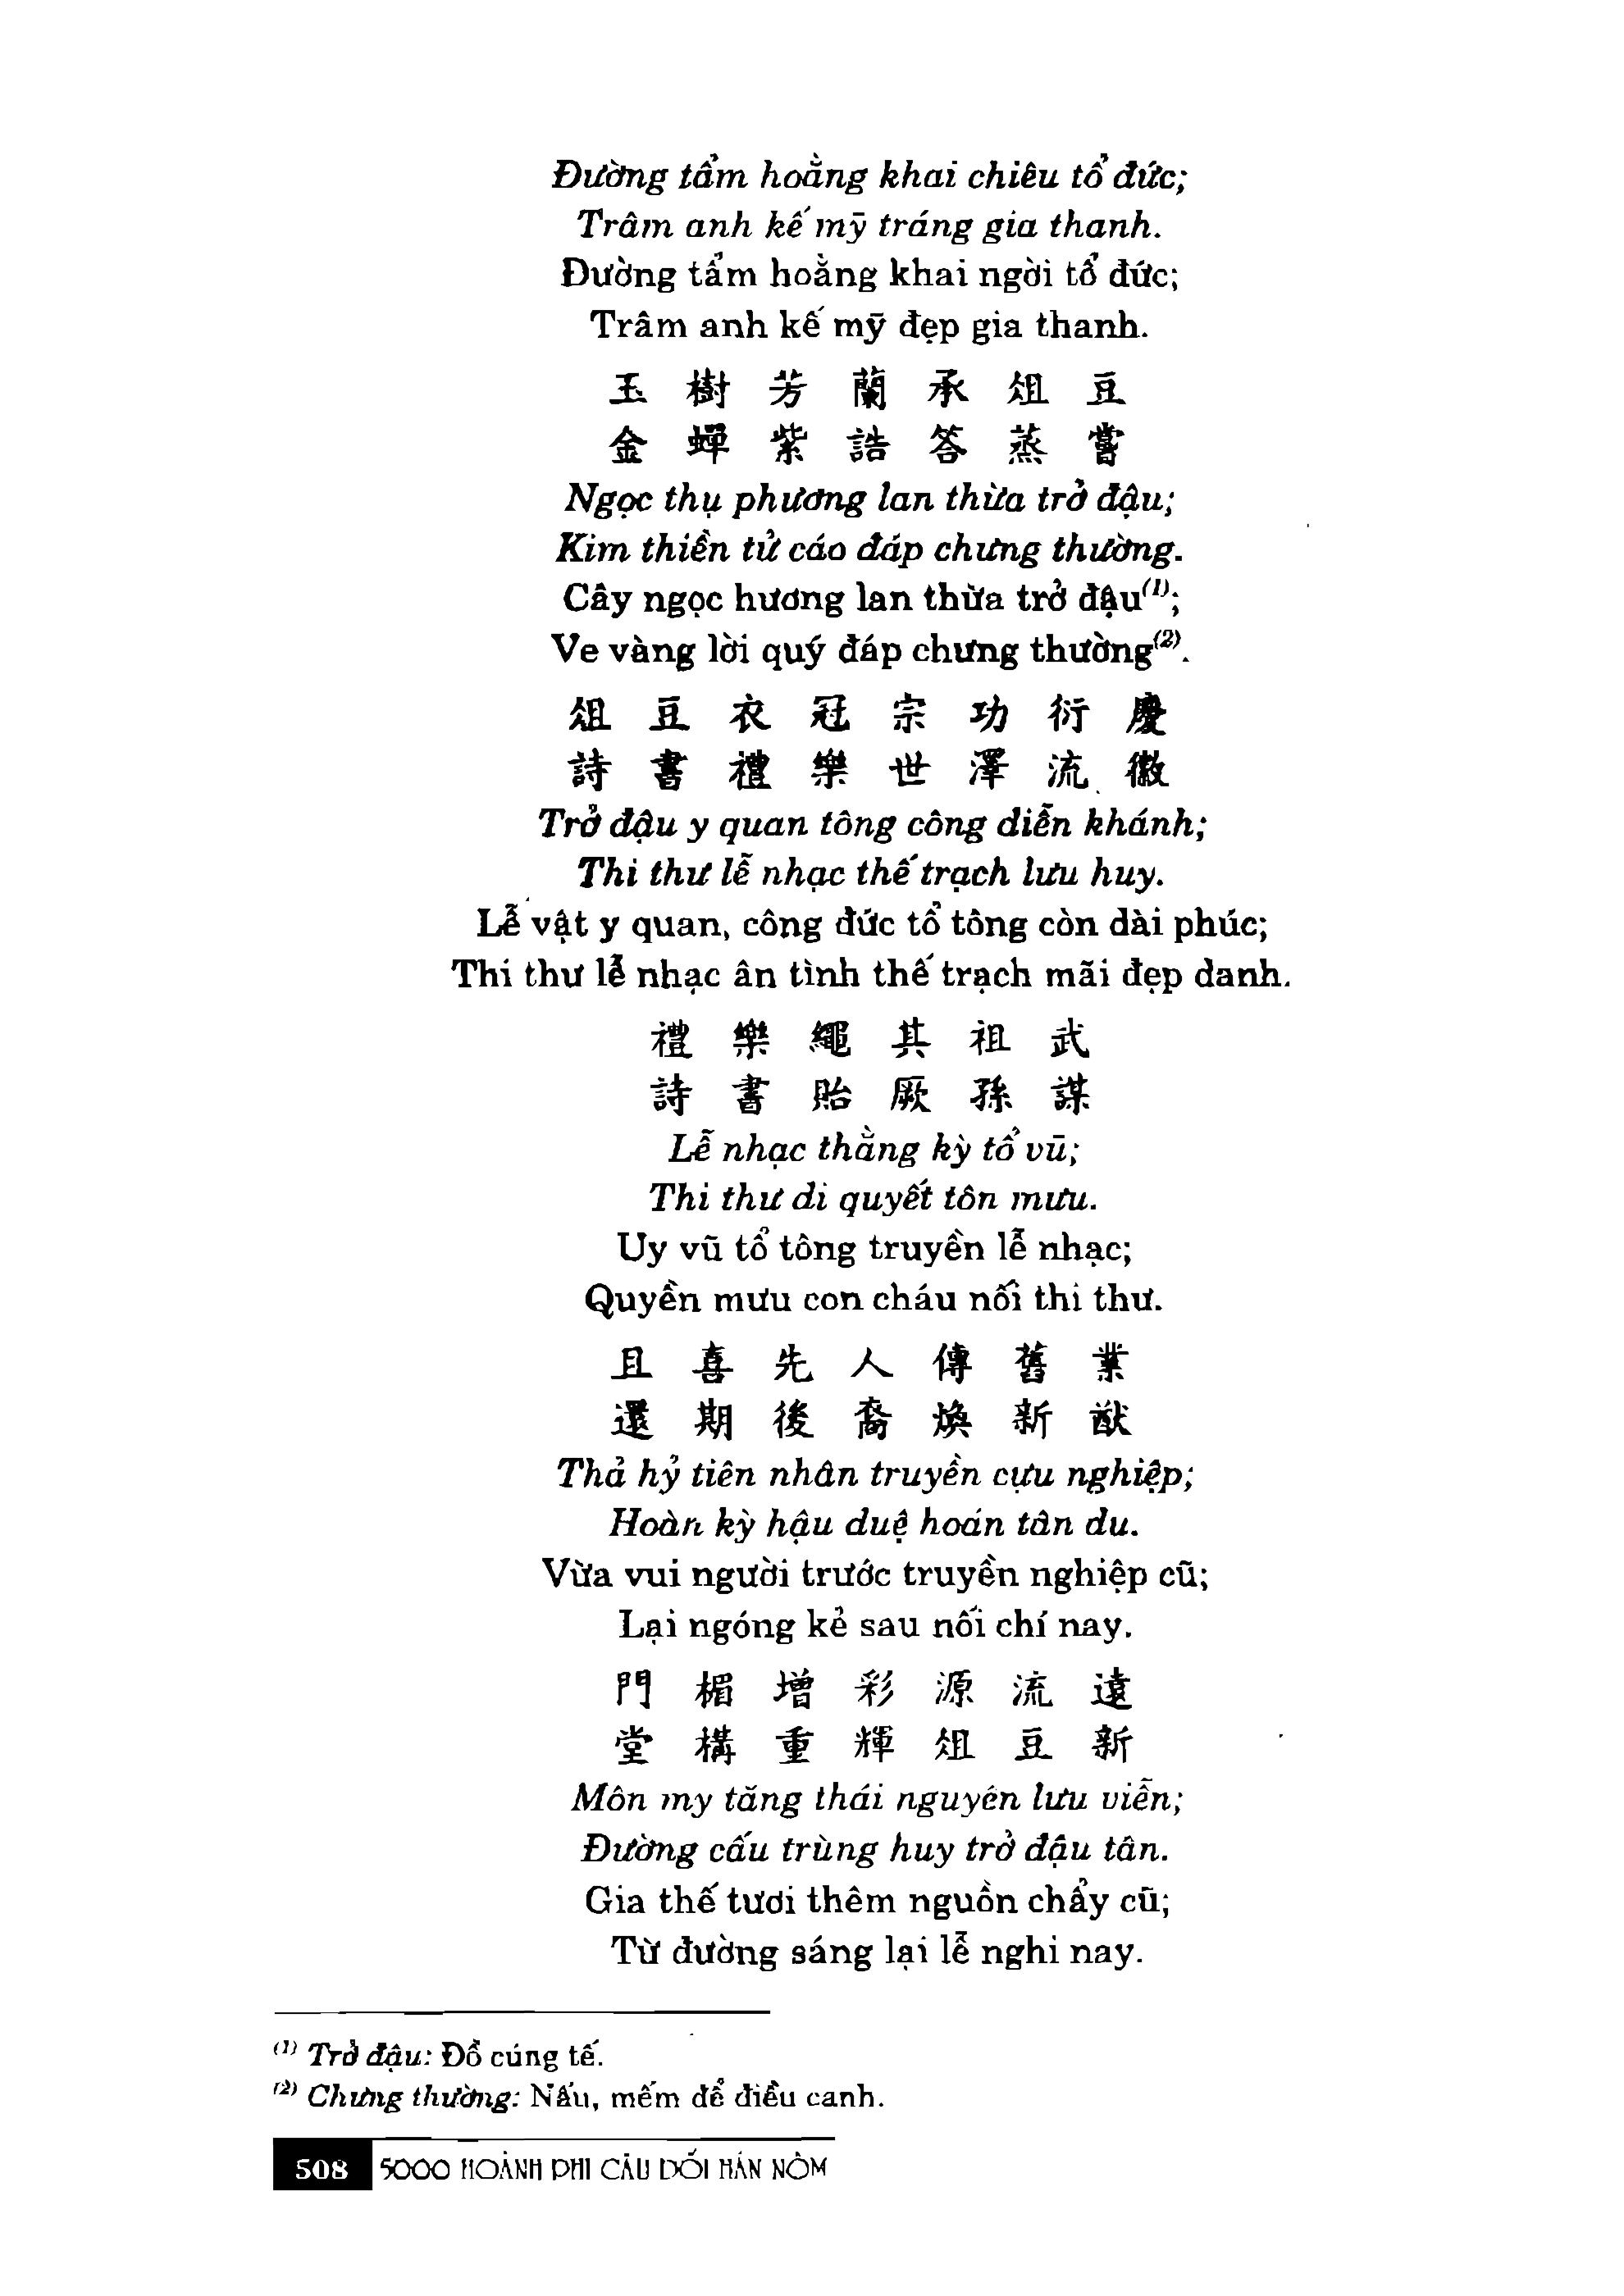 Đường tẩm hoằng khai chiêu tổ đức;
Trâm anh kế mỹ tráng gia thanh.
Đường tẩm hoằng khai ngời tổ đức;
Trâm anh kế mỹ đẹp gia thanh.
玉 樹 芳 蘭 承 俎 豆
金 蟬 紫 誥 答 蒸 嘗
Ngọc thụ phương lan thừa trở đậu;
Kim thiền tử cáo đáp chưng thường.
Cây ngọc hương lan thừa trở đậu(1);
Ve vàng lời quý đáp chưng thường(2).
俎 豆 衣 冠 宗 功 衍 慶
詩 書 禮 樂 世 澤 流 徽
Trở đậu y quan tông công diễn khánh;
Thi thư lễ nhạc thế trạch lưu huy.
Lễ vật y quan, công đức tổ tông còn dài phúc;
Thi thư lễ nhạc ân tình thế trạch mãi đẹp danh.
禮 樂 繩 其 祖 武
詩 書 貽 厥 孫 謀
Lễ nhạc thằng kỳ tổ vũ;
Thi thư di quyết tôn mưu.
Uy vũ tổ tông truyền lễ nhạc;
Quyền mưu con cháu nối thi thư.
且 喜 先 人 傳 舊 業
還 期 後 裔 煥 新 猷
Thả hỷ tiên nhân truyền cựu nghiệp;
Hoàn kỳ hậu duệ hoán tân du.
Vừa vui người trước truyền nghiệp cũ;
Lại ngóng kẻ sau nối chí nay.
門 楣 增 彩 源 流 遠
堂 構 重 輝 俎 豆 新
Môn my tăng thái nguyên lưu viễn;
Đường cấu trùng huy trở đậu tân.
Gia thế tươi thêm nguồn chẩy cũ;
Từ đường sáng lại lễ nghi nay.
(1) Trở đậu: Đồ cúng tế.
(2) Chưng thường: Nấu, mếm để điều canh.
508 5000 HOÀNH PHI CÂU ĐỐI HÁN NÔM